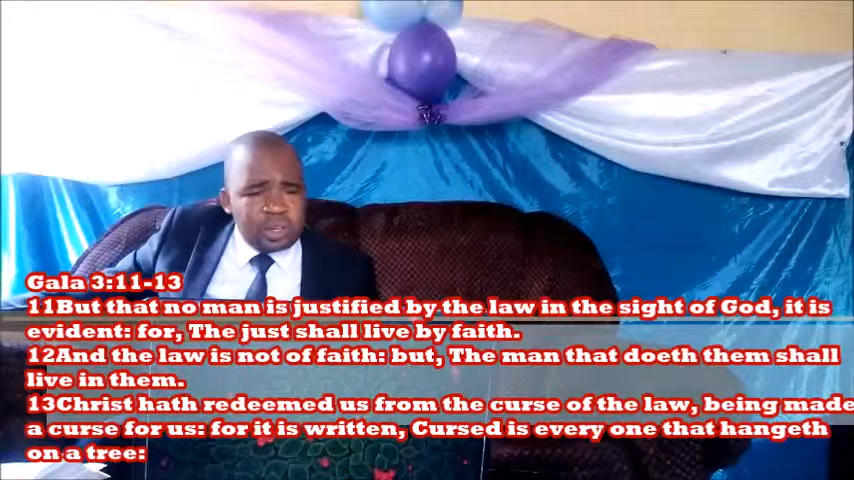 Gala 3:11-13
11But that no man is justified by the law in the sight of God, it is
evident: for, The just shall live by faith.
12And the law is not of faith: but, The man that doeth them shall
live in them.
13Christ hath redeemed us from the curse of the law, being made
a curse for us: for it is written, Cursed is every one that hangeth
on a tree: